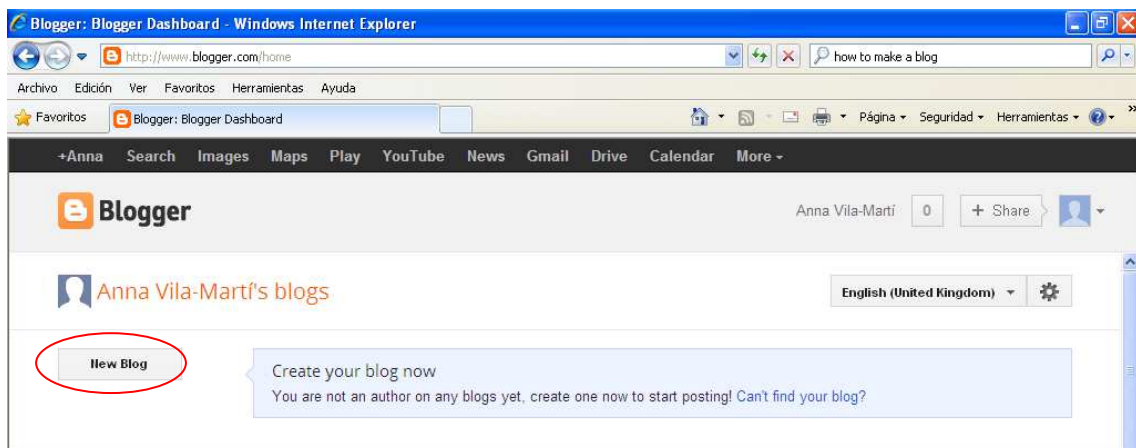 Blogger: Blogger Dashboard - Windows Internet Explorer
http://www.blogger.com/home how to make a blog
Archivo Edición Ver Favoritos Herramientas Ayuda
Favoritos Blogger: Blogger Dashboard Página Seguridad Herramientas
+Anna Search Images Maps Play YouTube News Gmail Drive Calendar More
Blogger Anna Vila-Martí 0 + Share
Anna Vila-Martí's blogs English (United Kingdom)
New Blog
Create your blog now
You are not an author on any blogs yet, create one now to start posting! Can't find your blog?